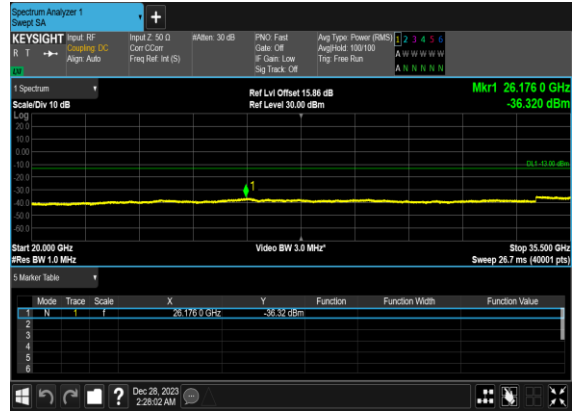 Spectrum Analyzer 1
Swept SA
+
KEYSIGHT Input: RF Input Z: 50 Ω #Atten: 30 dB PNO: Fast Avg Type: Power (RMS) 1 2 3 4 5 6
R T Coupling: DC Corr CCorr Gate: Off Avg|Hold: 100/100 A W W W W W
Align: Auto Freq Ref: Int (S) IF Gain: Low Trig: Free Run
Sig Track: Off A N N N N N
1 Spectrum
Ref Lvl Offset 15.86 dB Mkr1 26.176 0 GHz
Scale/Div 10 dB Ref Level 30.00 dBm -36.320 dBm
Log
20.0
10.0
0.00
-10.0 DL1 -13.00 dBm
-20.0
-30.0 1
-40.0
-50.0
-60.0
Start 20.000 GHz Video BW 3.0 MHz* Stop 35.500 GHz
#Res BW 1.0 MHz Sweep 26.7 ms (40001 pts)
5 Marker Table
Mode Trace Scale X Y Function Function Width Function Value
1 N 1 f 26.176 0 GHz -36.32 dBm
2
3
4
5
6
? Dec 28, 2023
2:28:02 AM